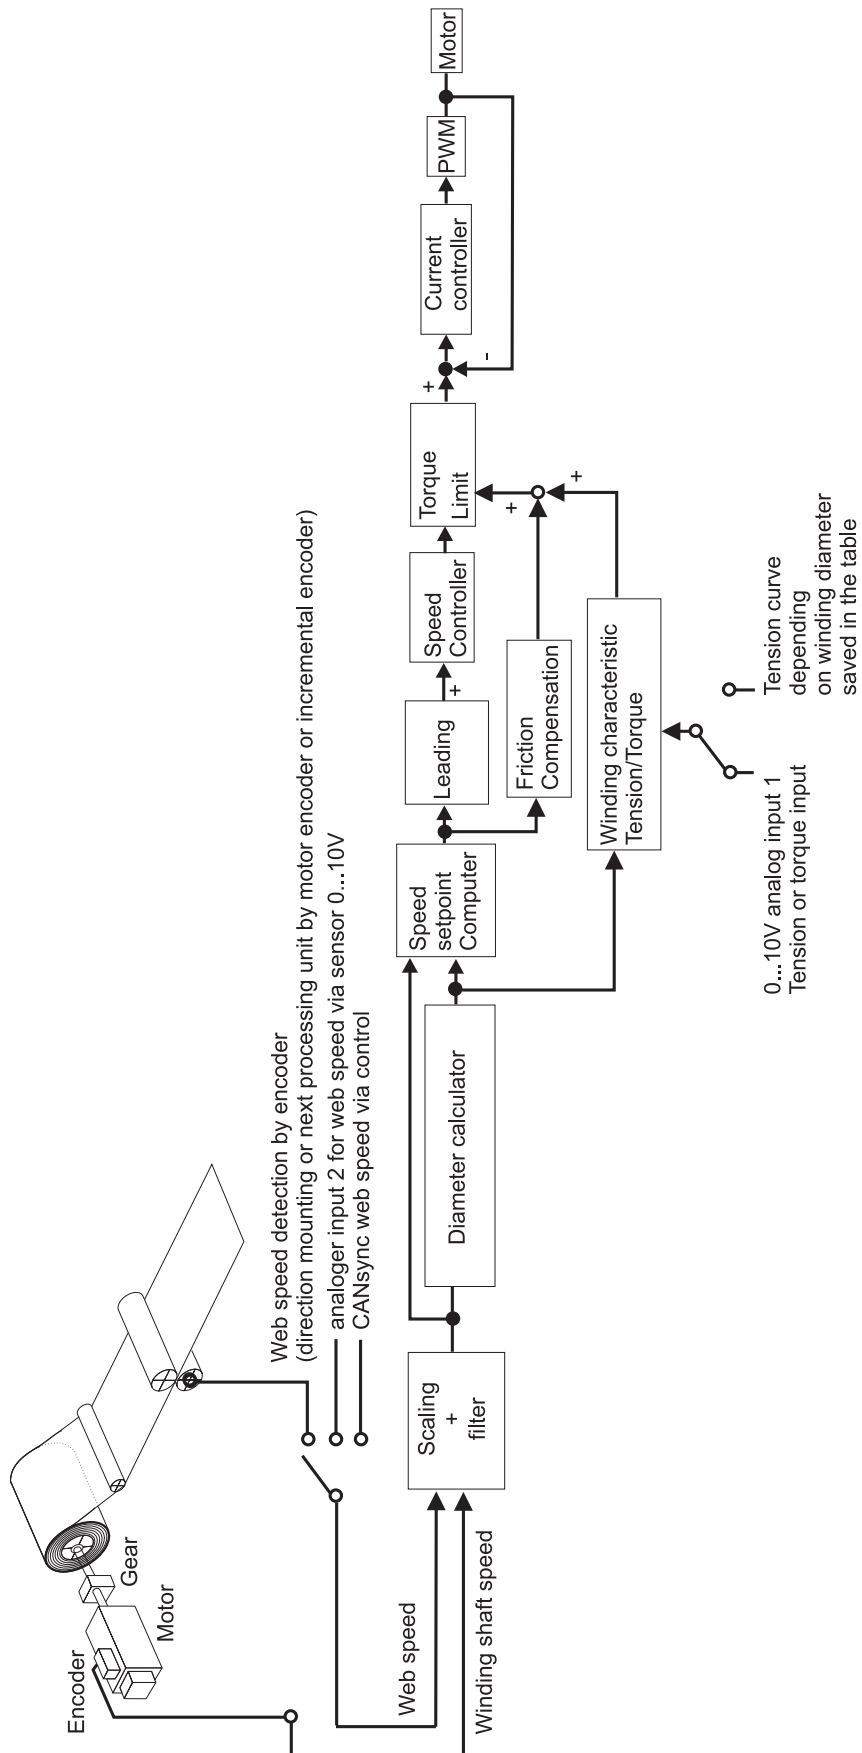 Encoder
Motor
Gear
Web speed detection by encoder
(direction mounting or next processing unit by motor encoder or incremental encoder)
analoger input 2 for web speed via sensor 0...10V
CANsync web speed via control
Web speed
Winding shaft speed
Scaling
+
filter
Diameter calculator
Speed
setpoint
Computer
Leading
+
Speed
Controller
Torque
Limit
+
-
Current
controller
PWM
Motor
Friction
Compensation
+
+
Winding characteristic
Tension/Torque
0...10V analog input 1
Tension or torque input
Tension curve
depending
on winding diameter
saved in the table